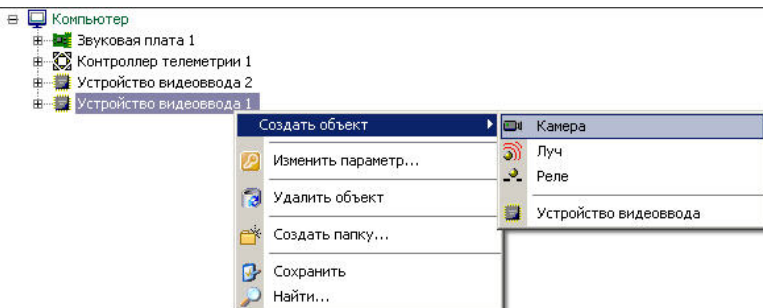 Компьютер
Звуковая плата 1
Контроллер телеметрии 1
Устройство видеоввода 2
Устройство видеоввода 1
Создать объект
Камера
Луч
Изменить параметр...
Реле
Удалить объект
Устройство видеоввода
Создать папку...
Сохранить
Найти...